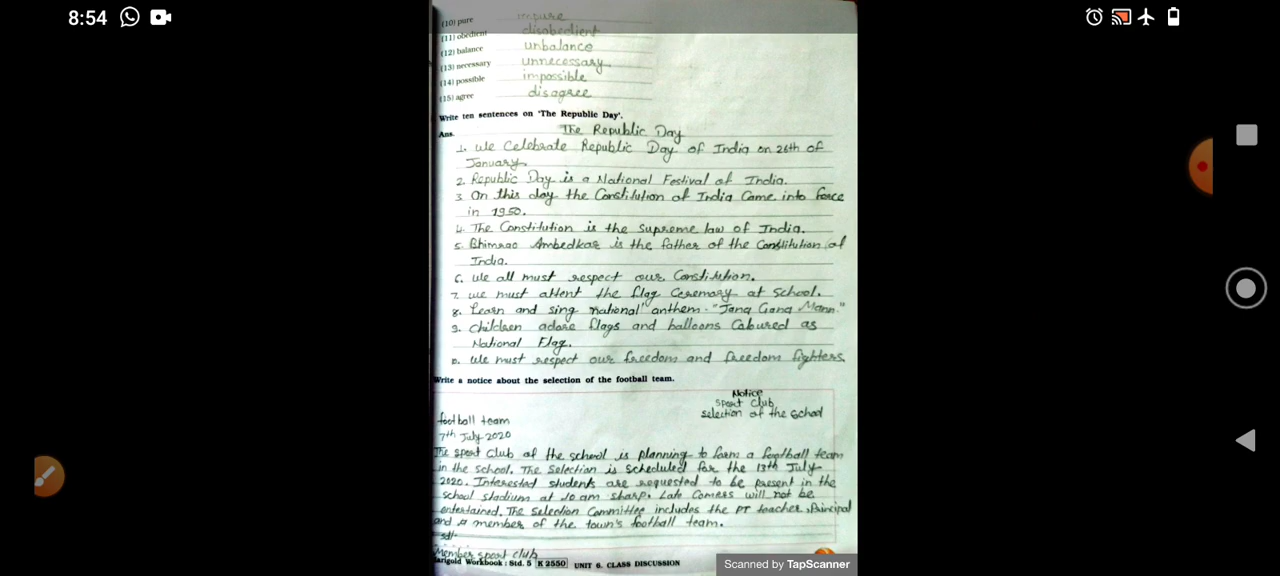 8:54
(10) pure impure
(11) obedient disobedient
(12) balance unbalance
(13) necessary unnecessary
(14) possible impossible
(15) agree disagree
Write ten sentences on 'The Republic Day'.
Ans. The Republic Day
1. We Celebrate Republic Day of India on 26th of
January.
2. Republic Day is a National Festival of India.
3. On this day the Constitution of India Came into force
in 1950.
4. The Constitution is the Supreme law of India.
5. Bhimrao Ambedkar is the father of the Constitution of
India.
6. We all must respect our Constitution.
7. we must attent the flag Ceremary at School.
8. Learn and sing national anthem. "Jana Gang Mann."
9. Children adore flags and balloons Coloured as
National Flag.
10. We must respect our freedom and freedom fighters.
Write a notice about the selection of the football team.
Notice
sport club
selection of the school
football team
7th July 2020
The sport club of the school is planning to form a football team
in the school. The Selection is Scheduled for the 13th July
2020. Interested students are requested to be present in the
school stadium at 10 am sharp. Late Comers will not be
entertained. The Selection Committee includes the PT teacher, Principal
and a member of the town's football team.
sd/-
Member sport club
Marigold Workbook : Std. 5 K 2550 UNIT 6. CLASS DISCUSSION
Scanned by TapScanner